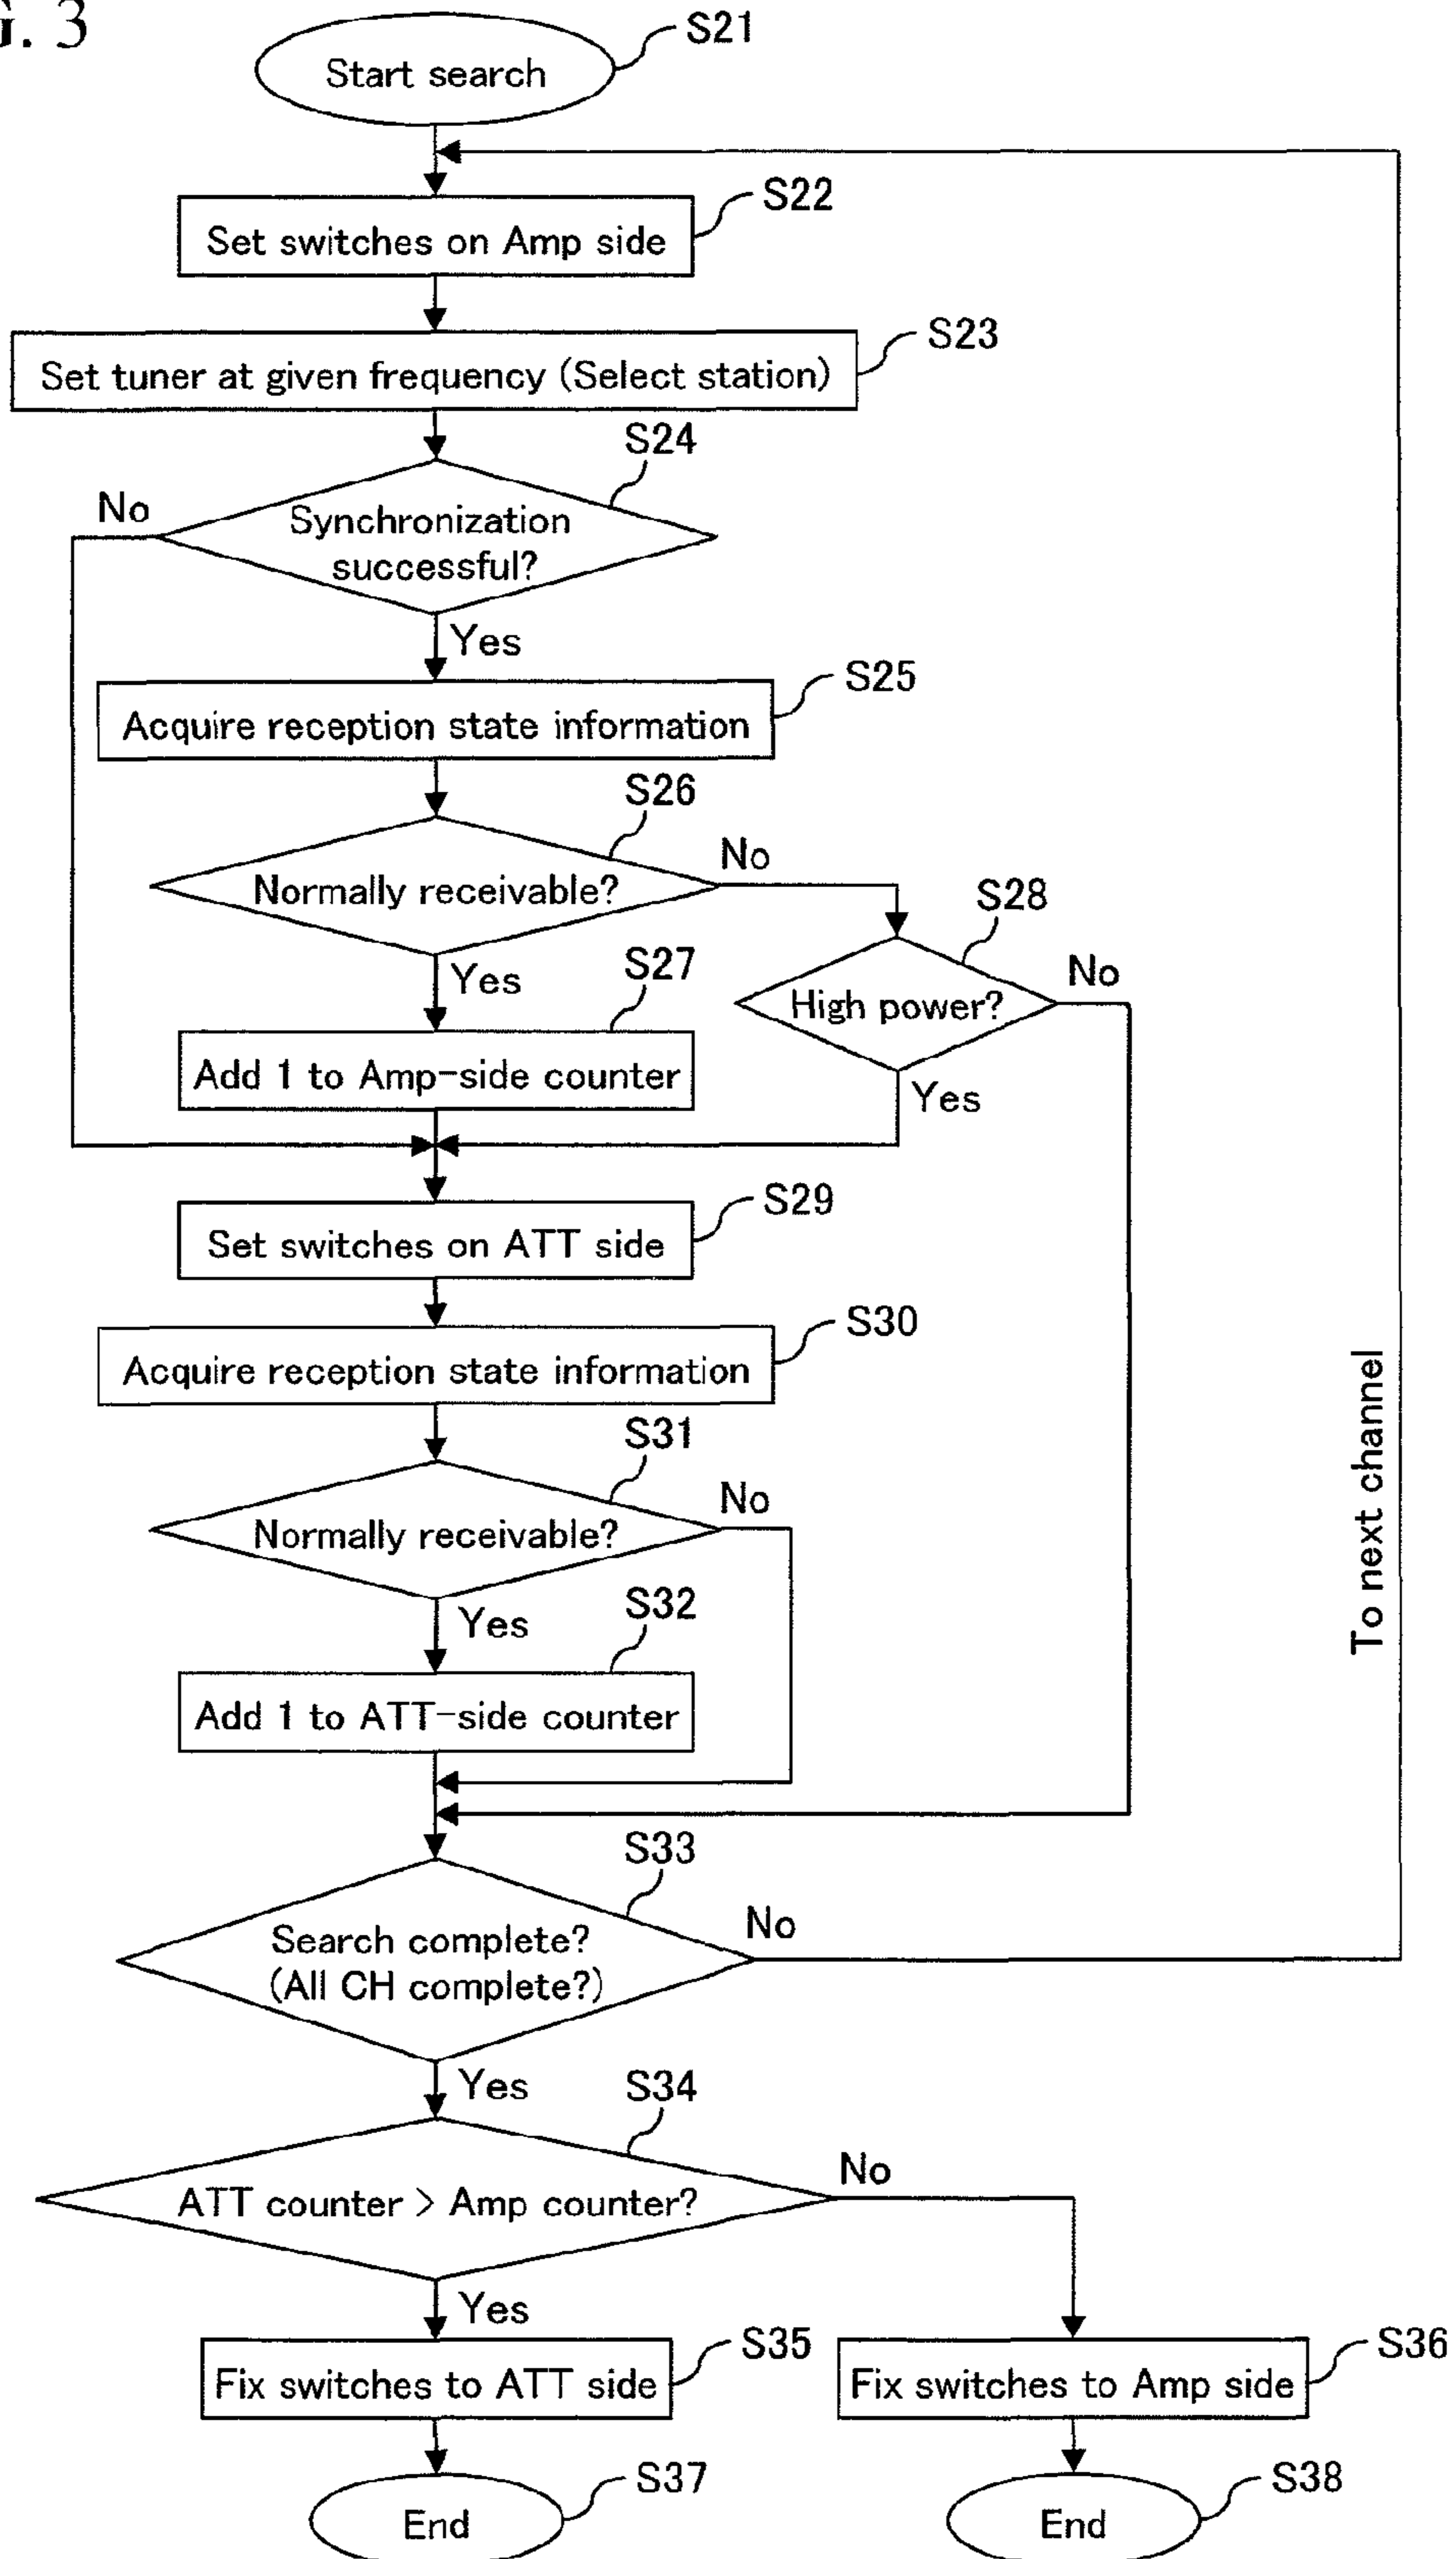 G. 3
Start search
S21
S22
Set switches on Amp side
S23
Set tuner at given frequency (Select station)
S24
No
Synchronization
successful?
Yes
S25
Acquire reception state information
S26
No
Normally receivable?
S28
No
High power?
Yes
S27
Add 1 to Amp-side counter
Yes
S29
Set switches on ATT side
S30
Acquire reception state information
S31
No
Normally receivable?
Yes
S32
Add 1 to ATT-side counter
To next channel
S33
No
Search complete?
(All CH complete?)
Yes
S34
No
ATT counter > Amp counter?
Yes
S35
Fix switches to ATT side
S36
Fix switches to Amp side
S37
End
S38
End